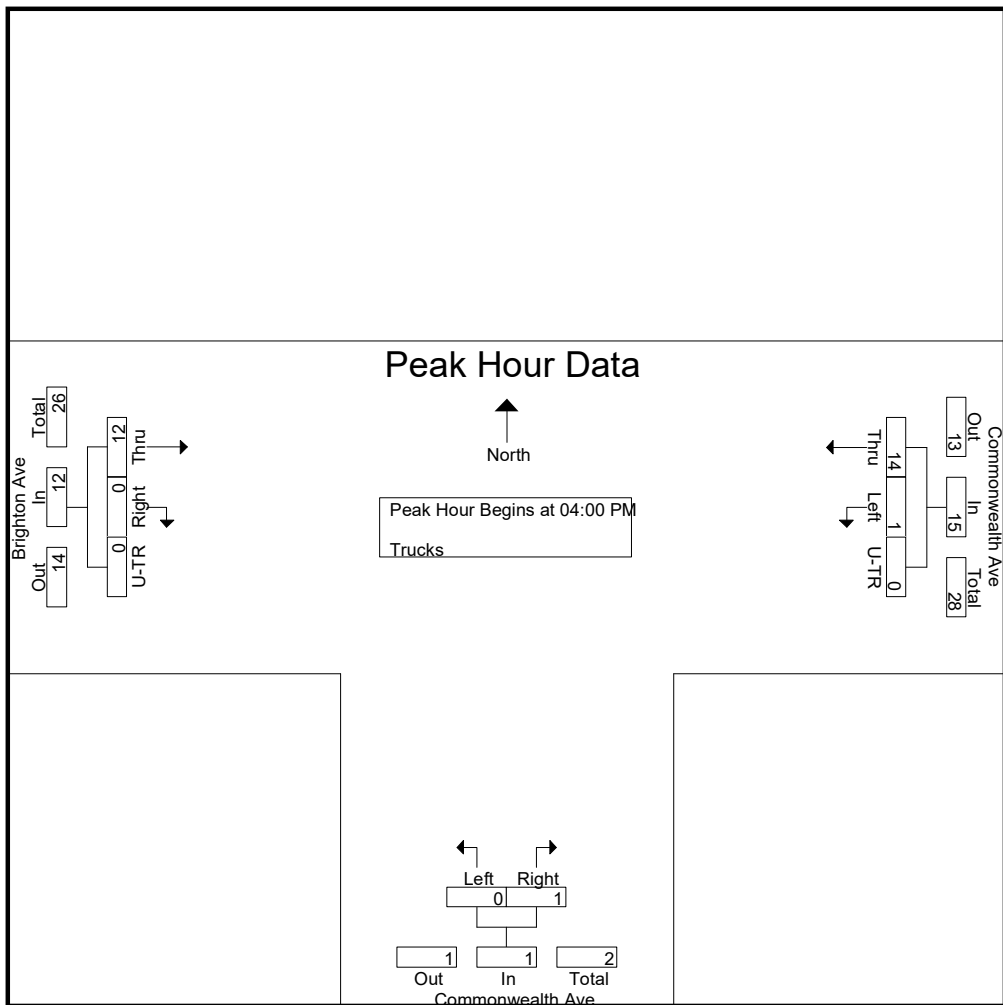 Peak Hour Data
North
Peak Hour Begins at 04:00 PM
Trucks
Brighton Ave
Total
26
In
12
Out
14
12
Thru
0
Right
0
U-TR
Commonwealth Ave
Out
13
In
15
Total
28
Thru
14
Left
1
U-TR
0
Left Right
0 1
1 1 2
Out In Total
Commonwealth Ave